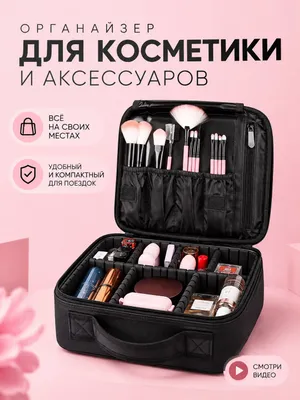 ОРГАНАЙЗЕР
ДЛЯ КОСМЕТИКИ
И АКСЕССУАРОВ
ВСЁ
НА СВОИХ
МЕСТАХ
УДОБНЫЙ
И КОМПАКТНЫЙ
ДЛЯ ПОЕЗДОК
СМОТРИ
ВИДЕО